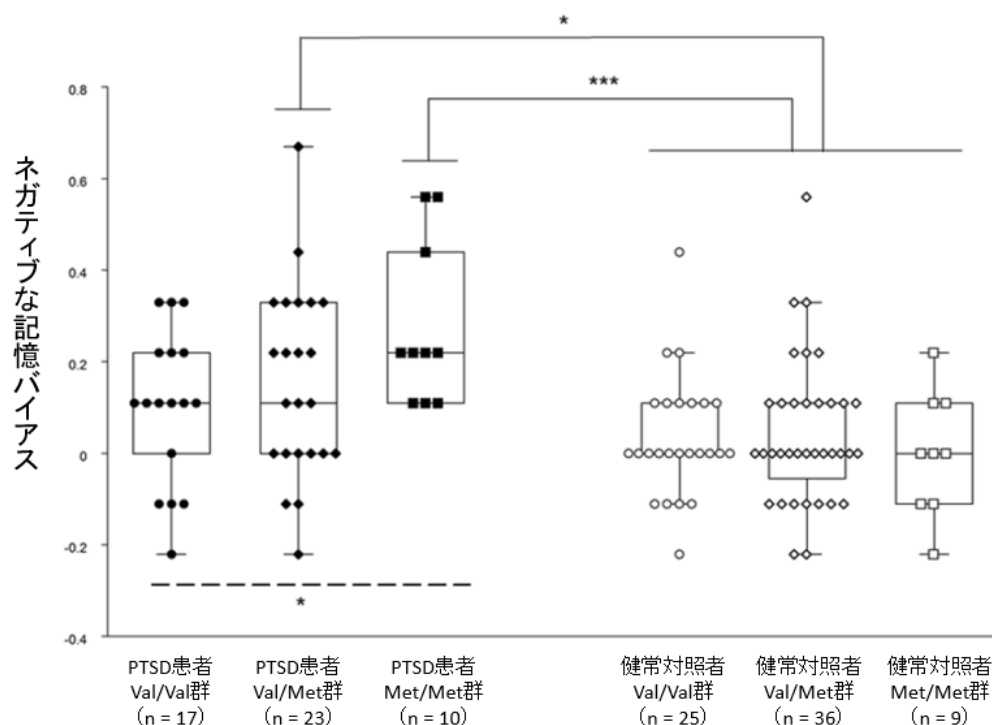 *
***
0.8
0.6
0.4
0.2
0
-0.2
-0.4
ネガティブな記憶バイアス
*
PTSD患者
Val/Val群
(n = 17)
PTSD患者
Val/Met群
(n = 23)
PTSD患者
Met/Met群
(n = 10)
健常対照者
Val/Val群
(n = 25)
健常対照者
Val/Met群
(n = 36)
健常対照者
Met/Met群
(n = 9)